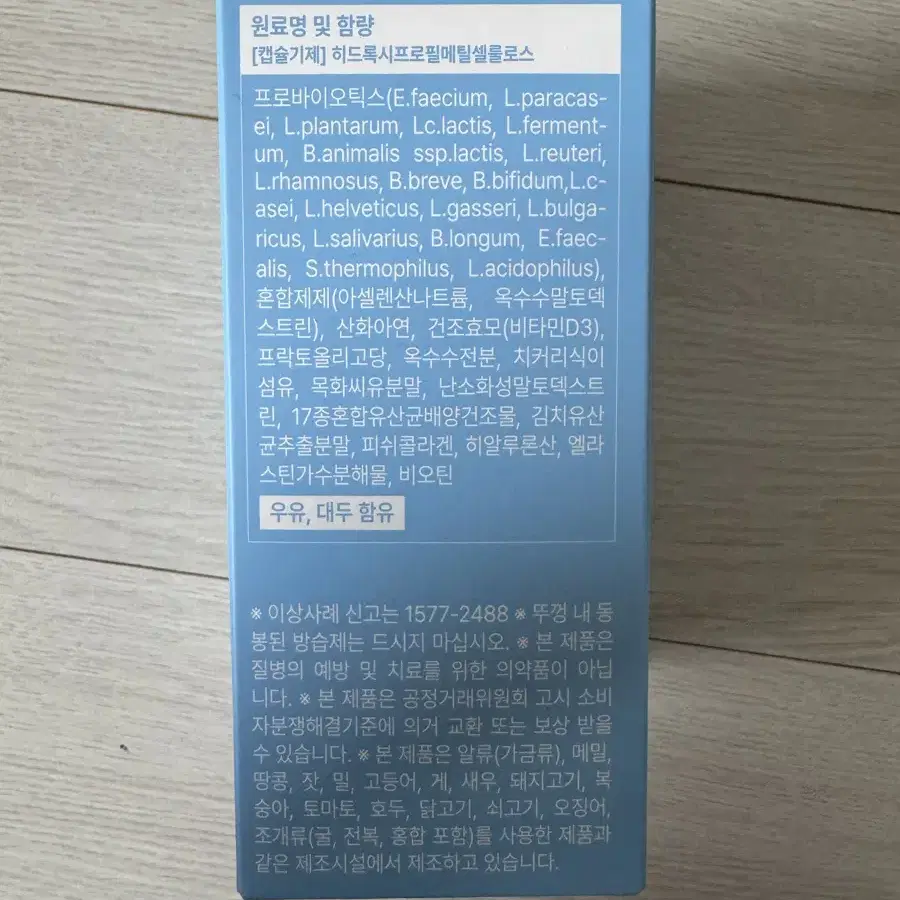 원료명 및 함량
[캡슐기제] 히드록시프로필메틸셀룰로스
프로바이오틱스(E.faecium, L.paracas-
ei, L.plantarum, Lc.lactis, L.ferment-
um, B.animalis ssp.lactis, L.reuteri,
L.rhamnosus, B.breve, B.bifidum,L.c-
asei, L.helveticus, L.gasseri, L.bulga-
ricus, L.salivarius, B.longum, E.faec-
alis, S.thermophilus, L.acidophilus),
혼합제제(아셀렌산나트륨, 옥수수말토덱
스트린), 산화아연, 건조효모(비타민D3),
프락토올리고당, 옥수수전분, 치커리식이
섬유, 목화씨유분말, 난소화성말토덱스트
린, 17종혼합유산균배양건조물, 김치유산
균추출분말, 피쉬콜라겐, 히알루론산, 엘라
스틴가수분해물, 비오틴
우유, 대두 함유
※ 이상사례 신고는 1577-2488 ※ 뚜껑 내 동
봉된 방습제는 드시지 마십시오. ※ 본 제품은
질병의 예방 및 치료를 위한 의약품이 아닙
니다. ※ 본 제품은 공정거래위원회 고시 소비
자분쟁해결기준에 의거 교환 또는 보상 받을
수 있습니다. ※ 본 제품은 알류(가금류), 메밀,
땅콩, 잣, 밀, 고등어, 게, 새우, 돼지고기, 복
숭아, 토마토, 호두, 닭고기, 쇠고기, 오징어,
조개류(굴, 전복, 홍합 포함)를 사용한 제품과
같은 제조시설에서 제조하고 있습니다.